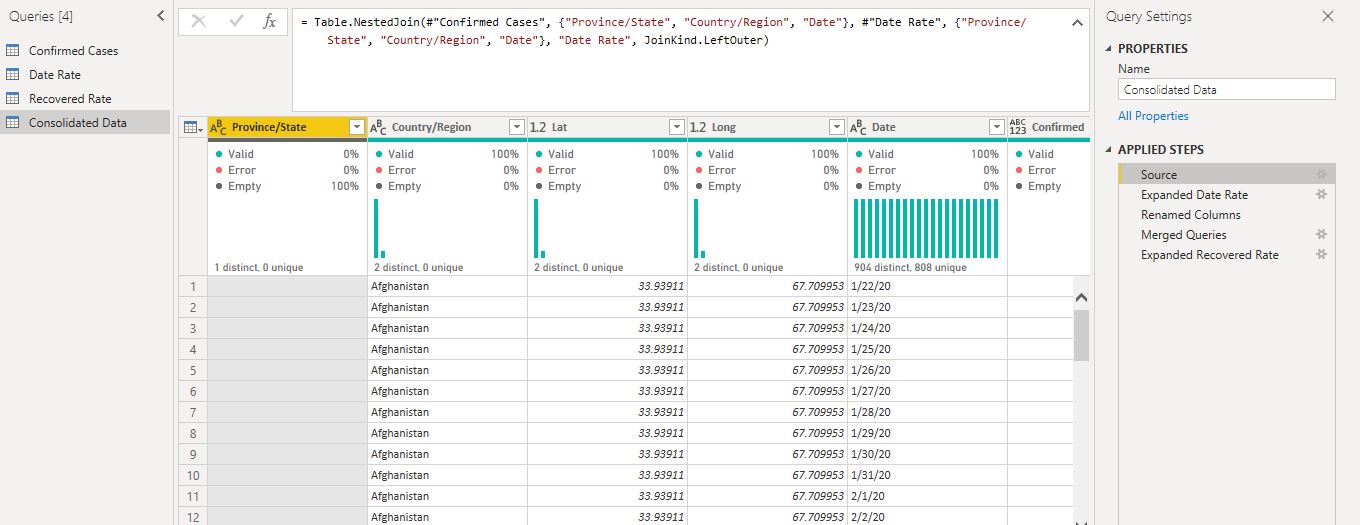 Queries [4]
Confirmed Cases
Date Rate
Recovered Rate
Consolidated Data
fx
= Table.NestedJoin(#"Confirmed Cases", {"Province/State", "Country/Region", "Date"}, #"Date Rate", {"Province/
State", "Country/Region", "Date"}, "Date Rate", JoinKind.LeftOuter)
ABC Province/State ABC Country/Region 1.2 Lat 1.2 Long ABC Date ABC123 Confirmed
Valid 0% Valid 100% Valid 100% Valid 100% Valid 100% Valid
Error 0% Error 0% Error 0% Error 0% Error 0% Error
Empty 100% Empty 0% Empty 0% Empty 0% Empty 0% Empty
1 distinct, 0 unique 2 distinct, 0 unique 2 distinct, 0 unique 2 distinct, 0 unique 904 distinct, 808 unique
1 Afghanistan 33.93911 67.709953 1/22/20
2 Afghanistan 33.93911 67.709953 1/23/20
3 Afghanistan 33.93911 67.709953 1/24/20
4 Afghanistan 33.93911 67.709953 1/25/20
5 Afghanistan 33.93911 67.709953 1/26/20
6 Afghanistan 33.93911 67.709953 1/27/20
7 Afghanistan 33.93911 67.709953 1/28/20
8 Afghanistan 33.93911 67.709953 1/29/20
9 Afghanistan 33.93911 67.709953 1/30/20
10 Afghanistan 33.93911 67.709953 1/31/20
11 Afghanistan 33.93911 67.709953 2/1/20
12 Afghanistan 33.93911 67.709953 2/2/20
Query Settings
PROPERTIES
Name
Consolidated Data
All Properties
APPLIED STEPS
Source
Expanded Date Rate
Renamed Columns
Merged Queries
Expanded Recovered Rate